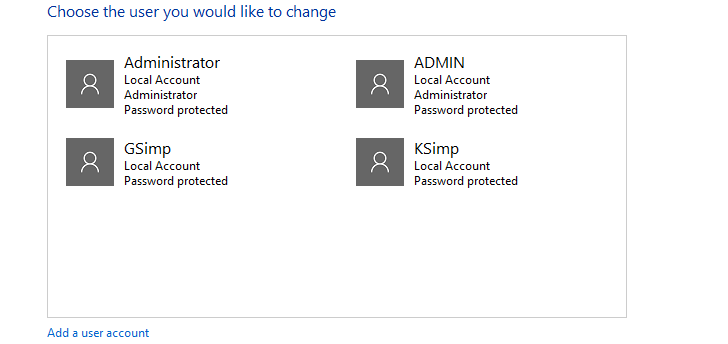 Choose the user you would like to change
Administrator
Local Account
Administrator
Password protected
ADMIN
Local Account
Administrator
Password protected
GSimp
Local Account
Password protected
KSimp
Local Account
Password protected
Add a user account